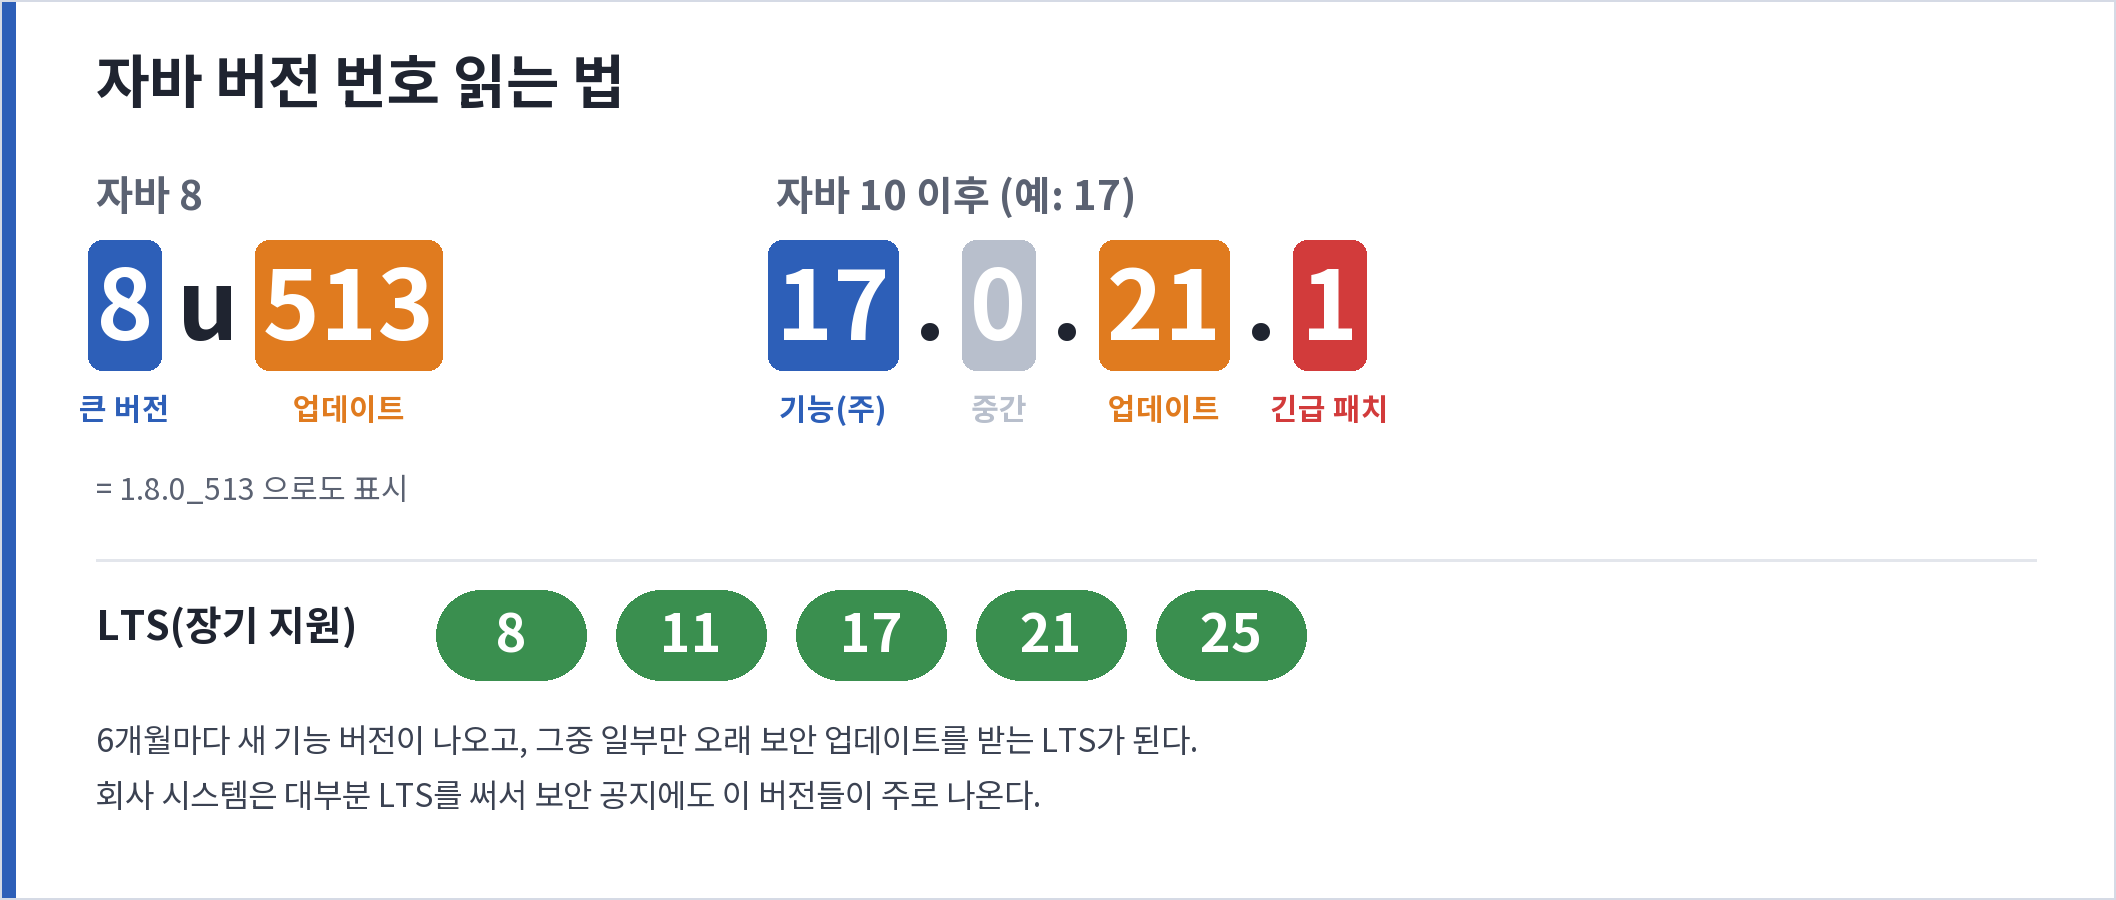 자바 버전 번호 읽는 법
자바 8
8 u 513
큰 버전 업데이트
= 1.8.0_513 으로도 표시
자바 10 이후 (예: 17)
17 . 0 . 21 . 1
기능(주) 중간 업데이트 긴급 패치
LTS(장기 지원) 8 11 17 21 25
6개월마다 새 기능 버전이 나오고, 그중 일부만 오래 보안 업데이트를 받는 LTS가 된다.
회사 시스템은 대부분 LTS를 써서 보안 공지에도 이 버전들이 주로 나온다.